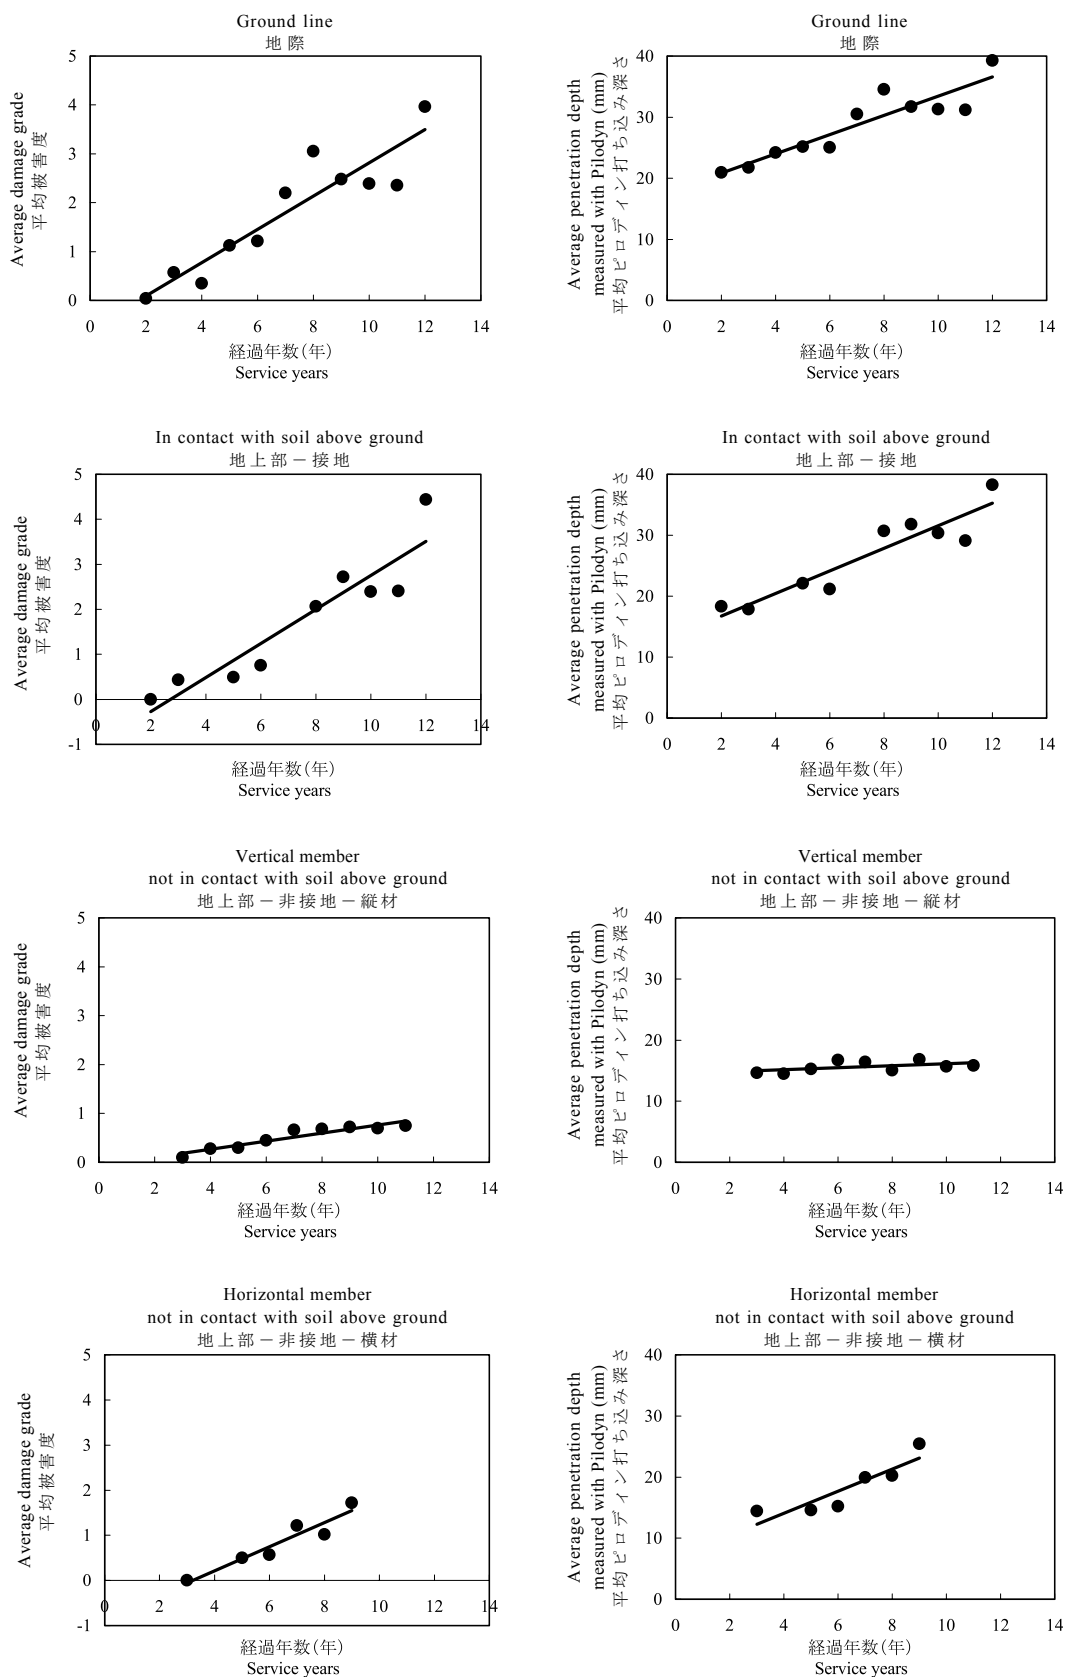 Ground line
地際
Average damage grade
平均被害度
5
4
3
2
1
0
0 2 4 6 8 10 12 14
経過年数(年)
Service years
Ground line
地際
Average penetration depth
measured with Pilodyn (mm)
平均ピロディン打ち込み深さ
40
30
20
10
0
0 2 4 6 8 10 12 14
経過年数(年)
Service years
In contact with soil above ground
地上部－接地
Average damage grade
平均被害度
5
4
3
2
1
0
-1
0 2 4 6 8 10 12 14
経過年数(年)
Service years
In contact with soil above ground
地上部－接地
Average penetration depth
measured with Pilodyn (mm)
平均ピロディン打ち込み深さ
40
30
20
10
0
0 2 4 6 8 10 12 14
経過年数(年)
Service years
Vertical member
not in contact with soil above ground
地上部－非接地－縦材
Average damage grade
平均被害度
5
4
3
2
1
0
0 2 4 6 8 10 12 14
経過年数(年)
Service years
Vertical member
not in contact with soil above ground
地上部－非接地－縦材
Average penetration depth
measured with Pilodyn (mm)
平均ピロディン打ち込み深さ
40
30
20
10
0
0 2 4 6 8 10 12 14
経過年数(年)
Service years
Horizontal member
not in contact with soil above ground
地上部－非接地－横材
Average damage grade
平均被害度
5
4
3
2
1
0
-1
0 2 4 6 8 10 12 14
経過年数(年)
Service years
Horizontal member
not in contact with soil above ground
地上部－非接地－横材
Average penetration depth
measured with Pilodyn (mm)
平均ピロディン打ち込み深さ
40
30
20
10
0
0 2 4 6 8 10 12 14
経過年数(年)
Service years